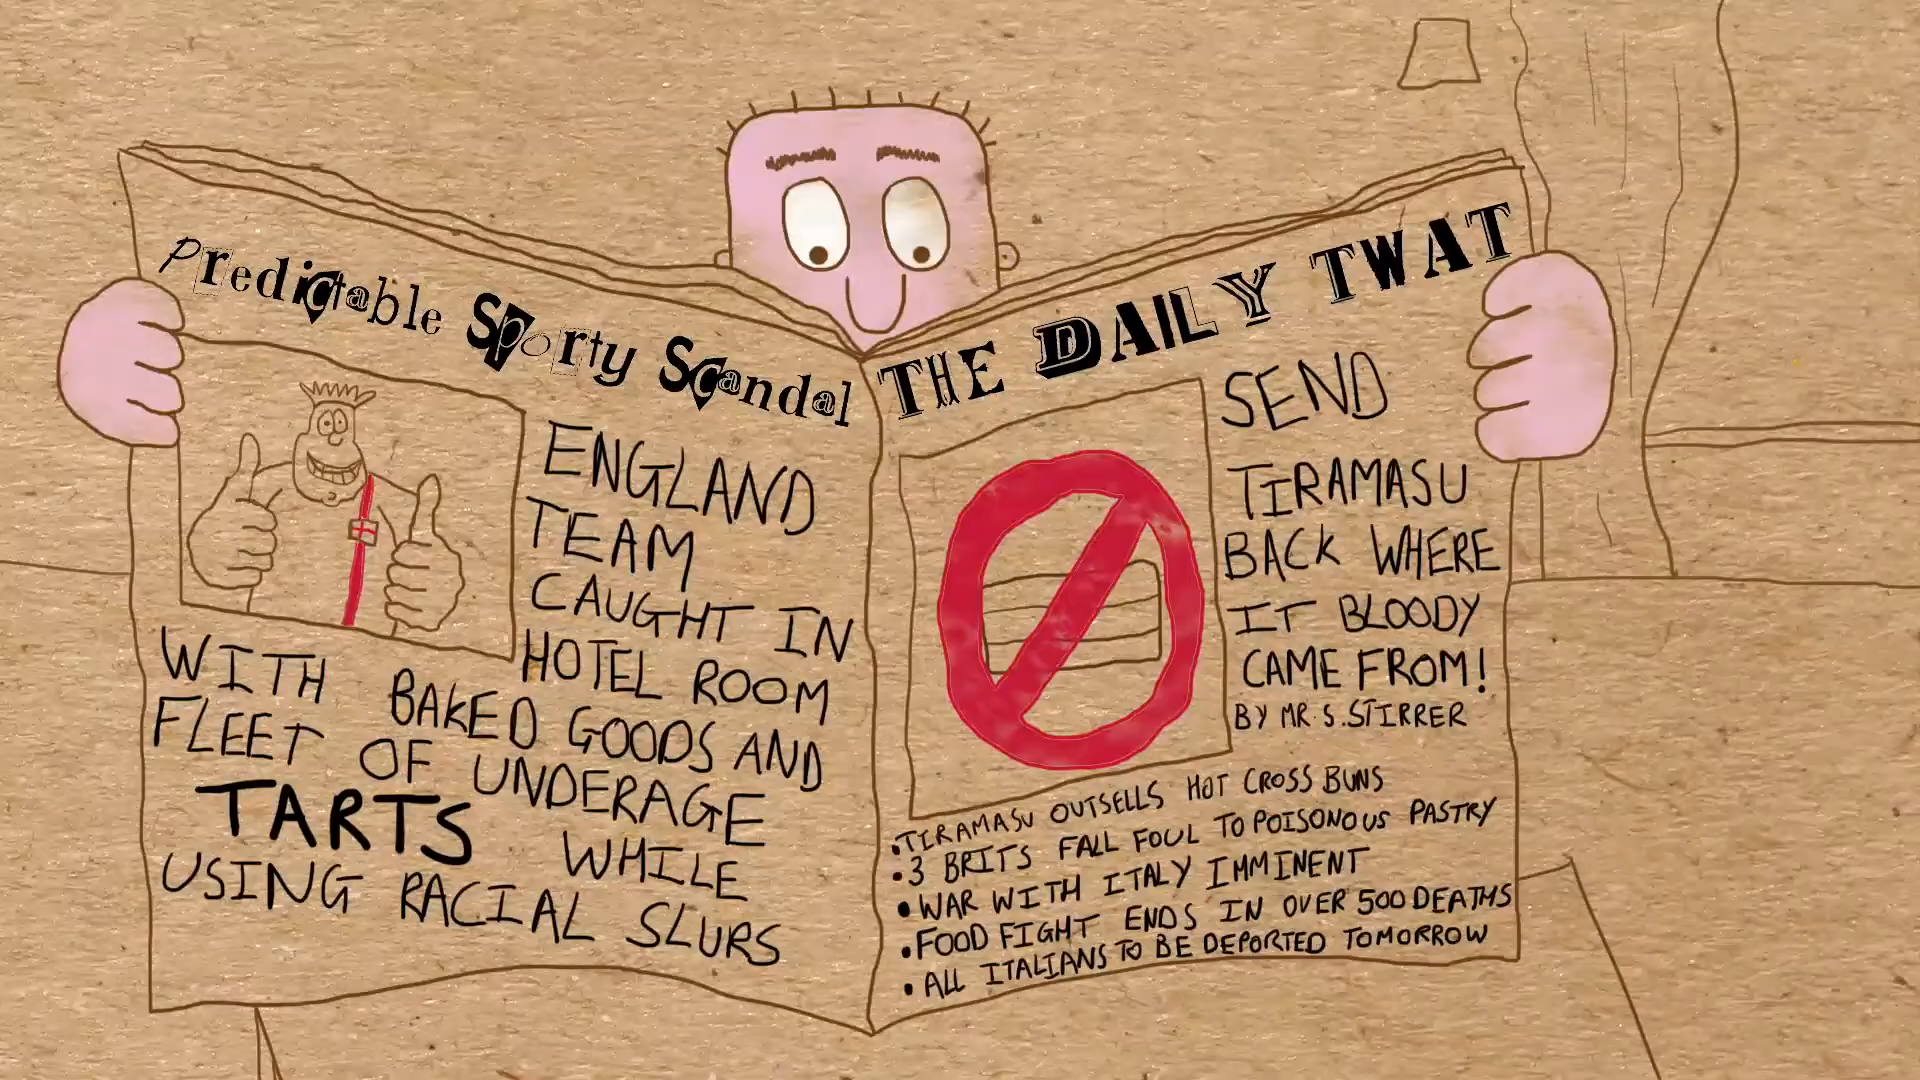 Predictable Sporty Scandal
ENGLAND
TEAM
CAUGHT IN
HOTEL ROOM
WITH BAKED GOODS AND
FLEET OF UNDERAGE
TARTS WHILE
USING RACIAL SLURS
THE DAILY TWAT
SEND
TIRAMASU
BACK WHERE
IT BLOODY
CAME FROM!
BY MR. S. STIRRER
• TIRAMASU OUTSELLS HOT CROSS BUNS
• 3 BRITS FALL FOUL TO POISONOUS PASTRY
• WAR WITH ITALY IMMINENT
• FOOD FIGHT ENDS IN OVER 500 DEATHS
• ALL ITALIANS TO BE DEPORTED TOMORROW